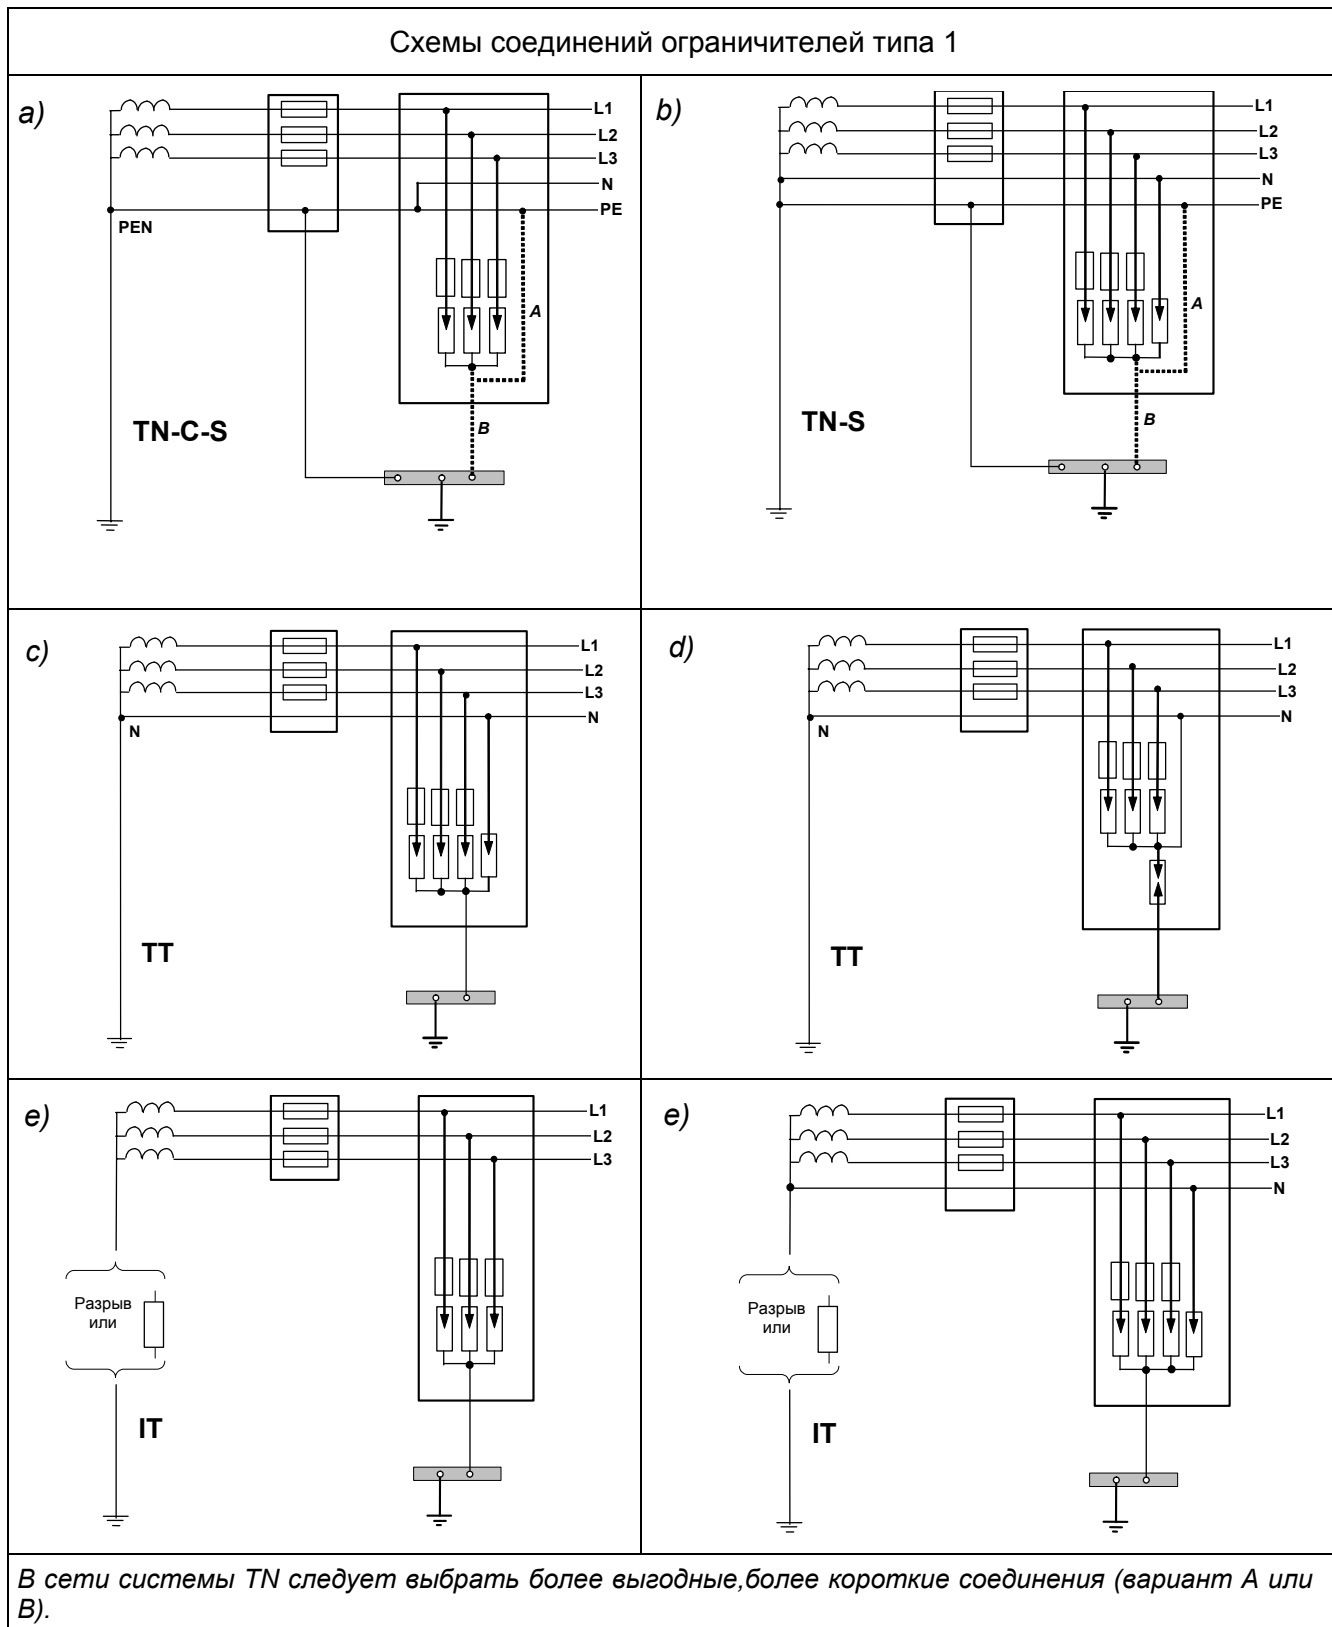 Схемы соединений ограничителей типа 1
a)
L1
L2
L3
N
PE
PEN
A
B
TN-C-S
b)
L1
L2
L3
N
PE
A
B
TN-S
c)
L1
L2
L3
N
N
TT
d)
L1
L2
L3
N
N
TT
e)
L1
L2
L3
Разрыв
или
IT
e)
L1
L2
L3
N
Разрыв
или
IT
В сети системы TN следует выбрать более выгодные,более короткие соединения (вариант А или
В).